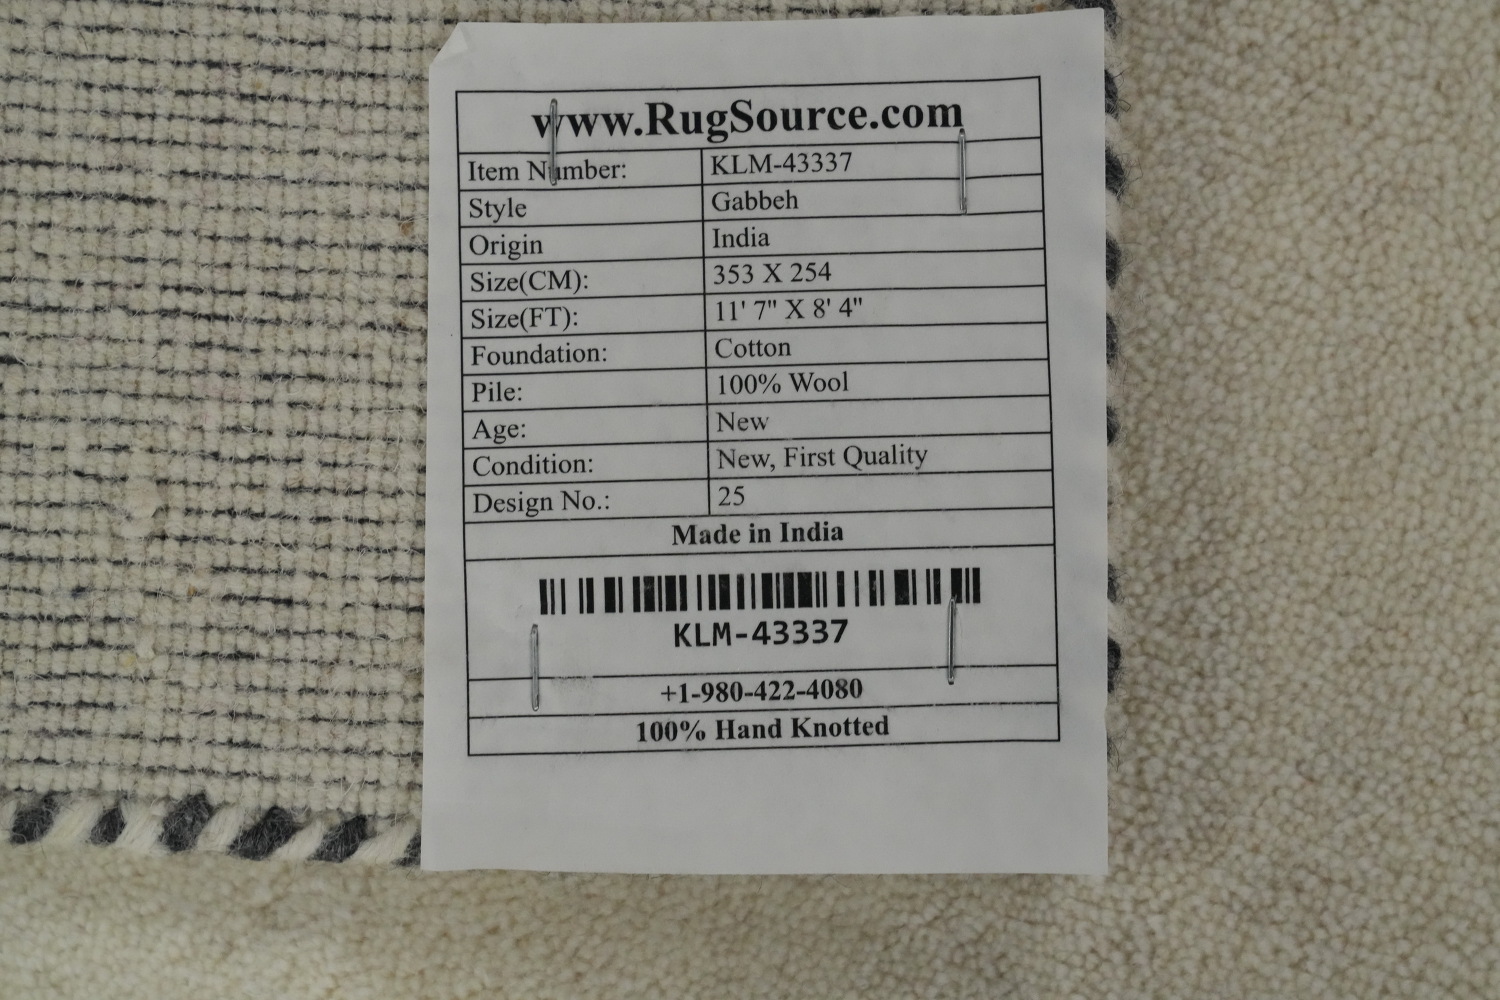 www.RugSource.com
Item Number: KLM-43337
Style Gabbeh
Origin India
Size(CM): 353 X 254
Size(FT): 11' 7" X 8' 4"
Foundation: Cotton
Pile: 100% Wool
Age: New
Condition: New, First Quality
Design No.: 25
Made in India
KLM-43337
+1-980-422-4080
100% Hand Knotted